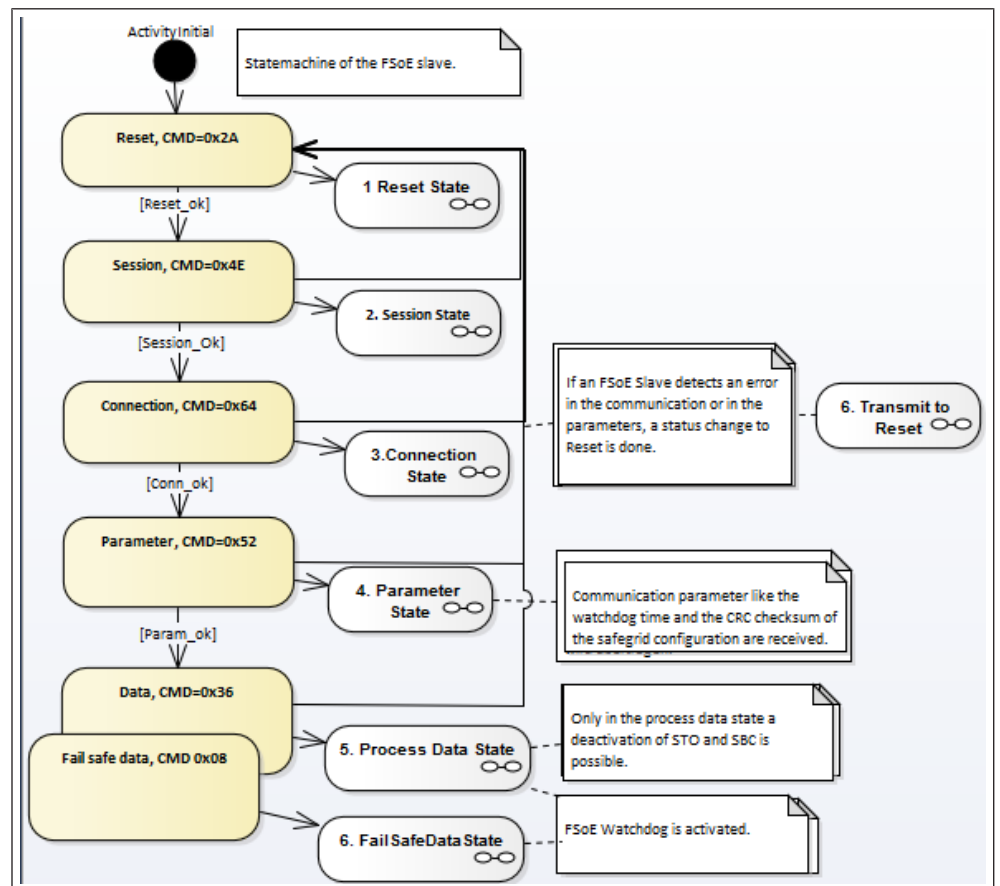 ActivityInitial
Statemachine of the FSoE slave.
Reset, CMD=0x2A
1 Reset State
[Reset_ok]
Session, CMD=0x4E
2. Session State
[Session_Ok]
Connection, CMD=0x64
If an FSoE Slave detects an error
in the communication or in the
parameters, a status change to
Reset is done.
6. Transmit to
Reset
3.Connection
State
[Conn_ok]
Parameter, CMD=0x52
4. Parameter
State
Communication parameter like the
watchdog time and the CRC checksum of
the safegrid configuration are received.
[Param_ok]
Data, CMD=0x36
Only in the process data state a
deactivation of STO and SBC is
possible.
5. Process Data State
Fail safe data, CMD 0x08
FSoE Watchdog is activated.
6. FailSafeData State